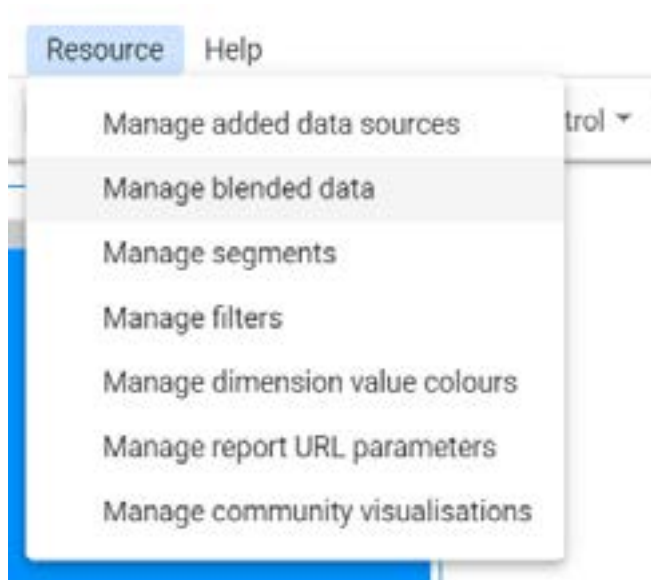 Resource Help
Manage added data sources
trol
Manage blended data
Manage segments
Manage filters
Manage dimension value colours
Manage report URL parameters
Manage community visualisations